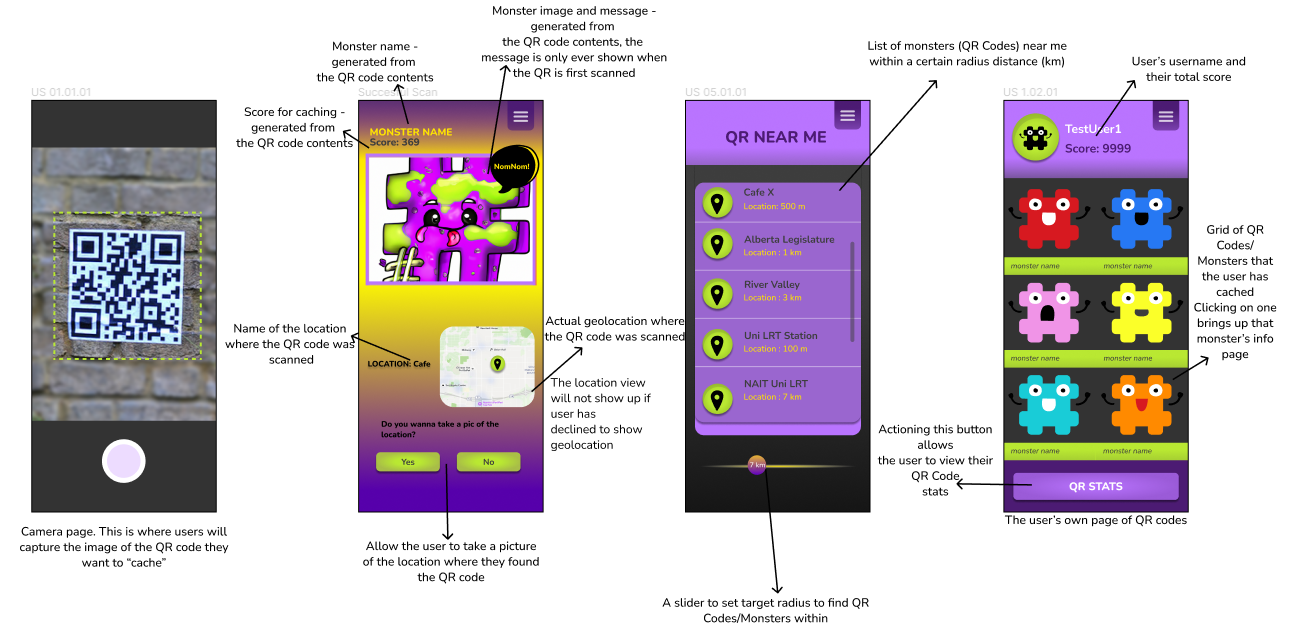 US 01.01.01
Camera page. This is where users will
capture the image of the QR code they
want to “cache”
Monster name -
generated from
the QR code contents
Monster image and message -
generated from
the QR code contents, the
message is only ever shown when
the QR is first scanned
Score for caching -
generated from
the QR code contents
Succesful Scan
MONSTER NAME
Score: 369
NomNom!
Name of the location
where the QR code was
scanned
LOCATION: Cafe
Actual geolocation where
the QR code was scanned
The location view
will not show up if
user has
declined to show
geolocation
Do you wanna take a pic of the
location?
Yes
No
Allow the user to take a picture
of the location where they found
the QR code
List of monsters (QR Codes) near me
within a certain radius distance (km)
US 05.01.01
QR NEAR ME
Cafe X
Location: 500 m
Alberta Legislature
Location : 1 km
River Valley
Location : 3 km
Uni LRT Station
Location : 100 m
NAIT Uni LRT
Location : 7 km
7 km
A slider to set target radius to find QR
Codes/Monsters within
User’s username and
their total score
US 1.02.01
TestUser1
Score: 9999
monster name
monster name
monster name
monster name
monster name
monster name
QR STATS
Grid of QR
Codes/
Monsters that
the user has
cached
Clicking on one
brings up that
monster’s info
page
Actioning this button
allows
the user to view their
QR Code
stats
The user’s own page of QR codes